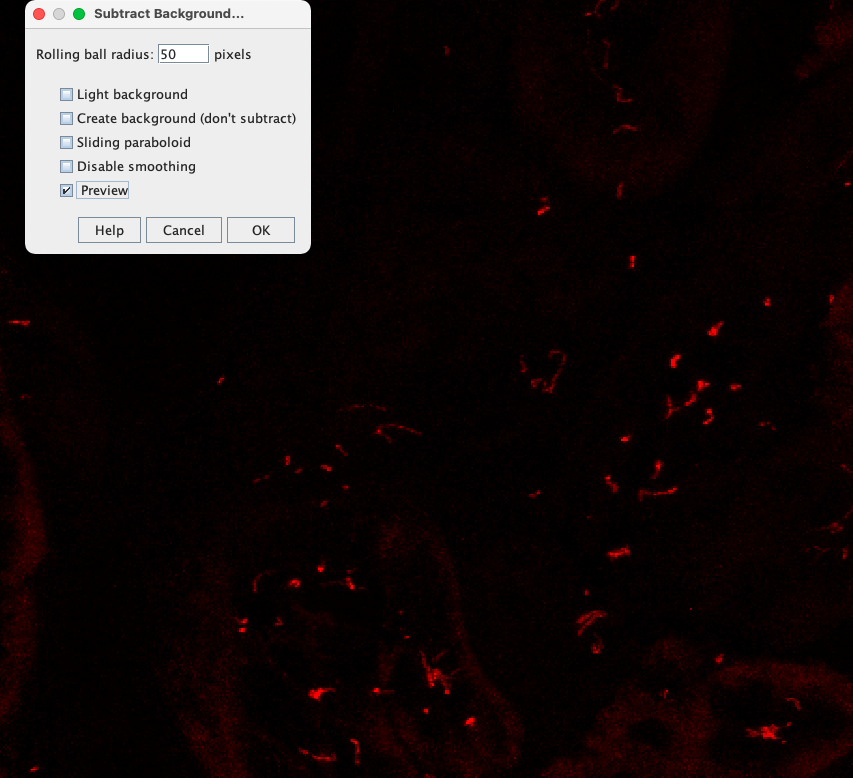 Subtract Background...
Rolling ball radius: 50 pixels
Light background
Create background (don't subtract)
Sliding paraboloid
Disable smoothing
Preview
Help Cancel OK